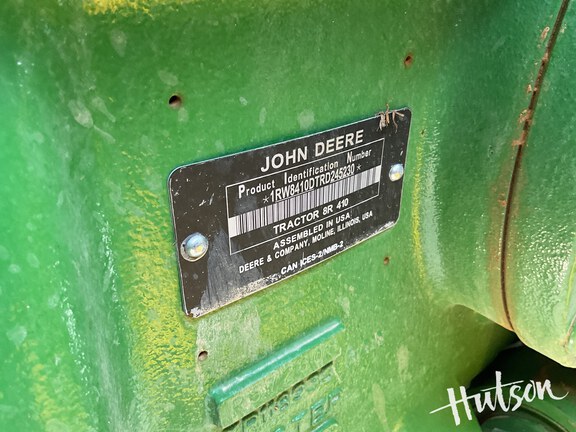 JOHN DEERE
Product Identification Number
*1RW8410DTRD245230*
TRACTOR 8R 410
ASSEMBLED IN USA
DEERE & COMPANY, MOLINE, ILLINOIS, USA
CAN ICES-2/NMB-2
Hutson